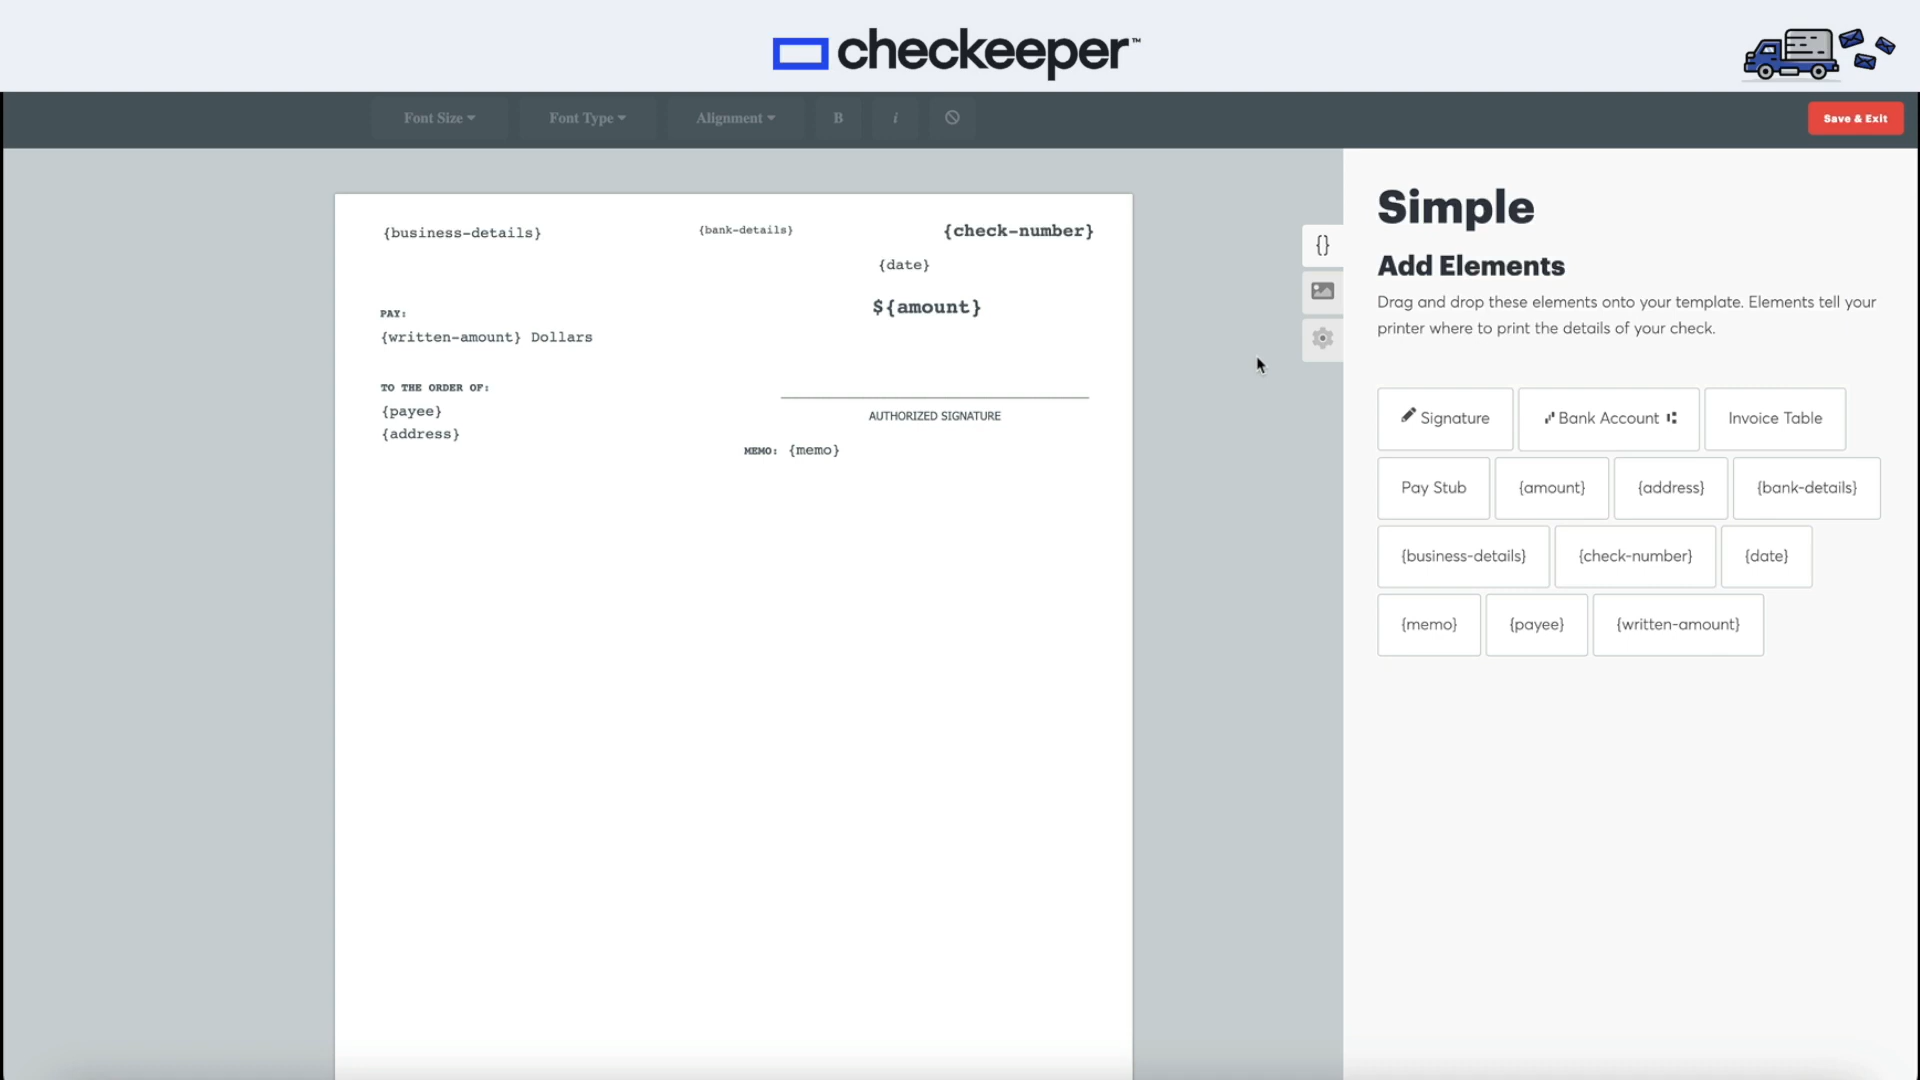 checkeeper™
Font Size
Font Type
Alignment
B
i
Save & Exit
{business-details}
{bank-details}
{check-number}
{date}
${amount}
PAY:
{written-amount} Dollars
TO THE ORDER OF:
{payee}
{address}
AUTHORIZED SIGNATURE
MEMO: {memo}
{}
Simple
Add Elements
Drag and drop these elements onto your template. Elements tell your
printer where to print the details of your check.
Signature
Bank Account
Invoice Table
Pay Stub
{amount}
{address}
{bank-details}
{business-details}
{check-number}
{date}
{memo}
{payee}
{written-amount}